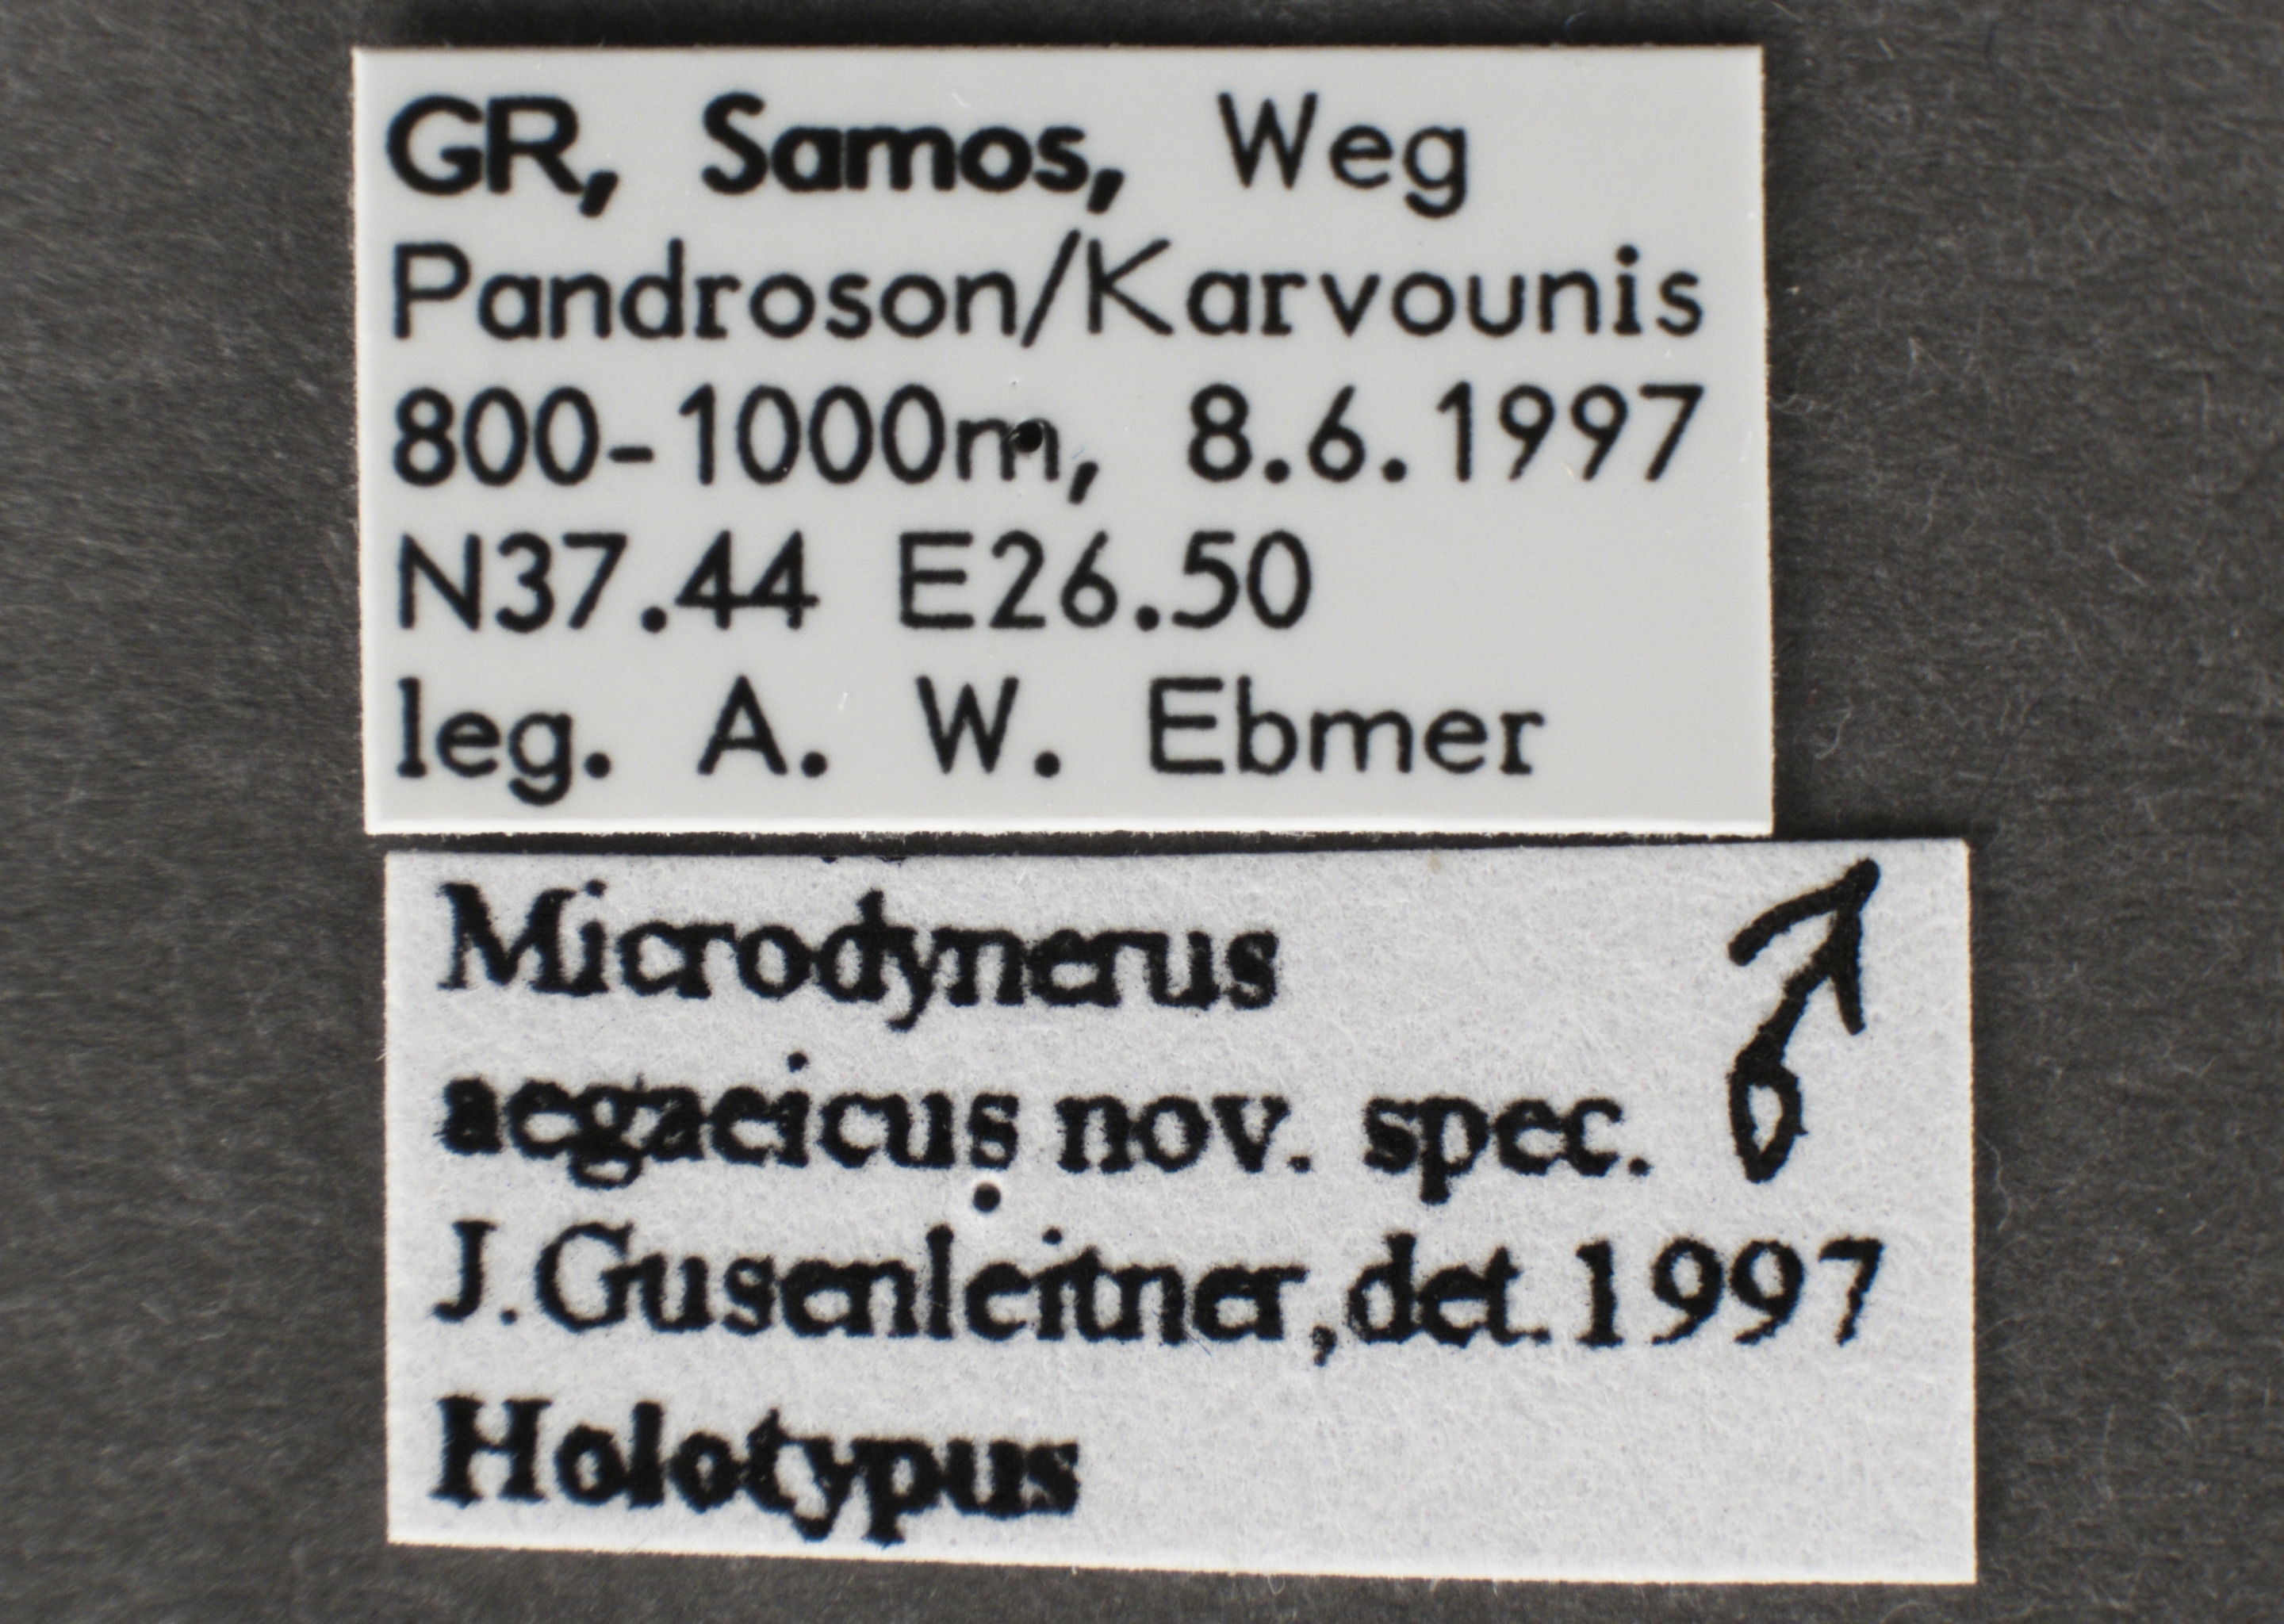 GR, Samos, Weg
Pandroson/Karvounis
800-1000m, 8.6.1997
N37.44 E26.50
leg. A. W. Ebmer
Microdynerus ♂
aegaeicus nov. spec.
J.Gusenleitner,det.1997
Holotypus